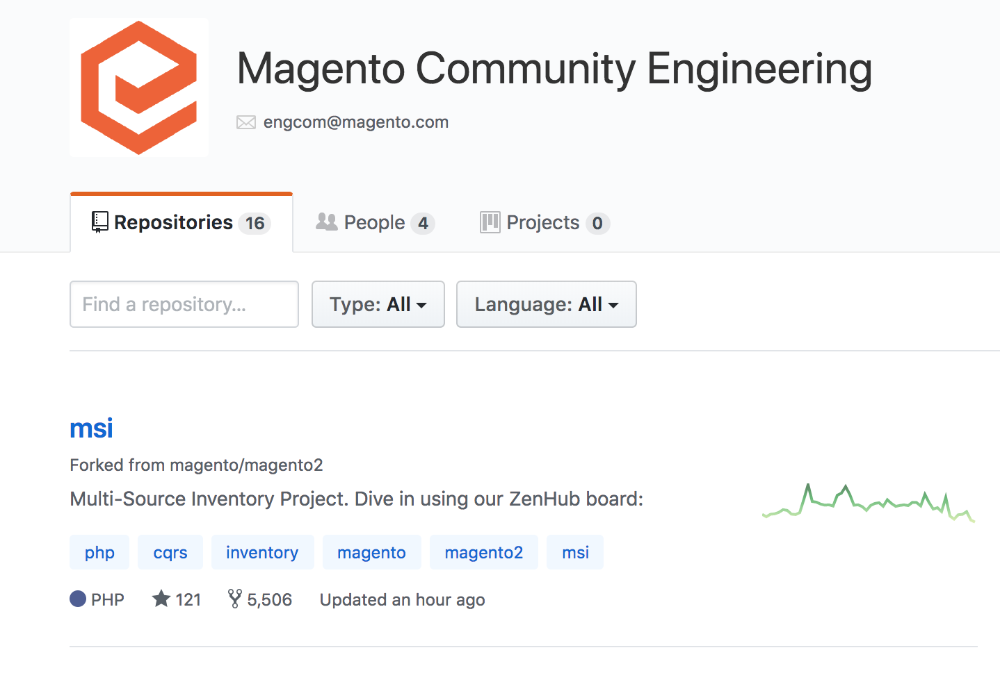 Magento Community Engineering
engcom@magento.com
Repositories 16 People 4 Projects 0
Find a repository... Type: All Language: All
msi
Forked from magento/magento2
Multi-Source Inventory Project. Dive in using our ZenHub board:
php cqrs inventory magento magento2 msi
PHP 121 5,506 Updated an hour ago